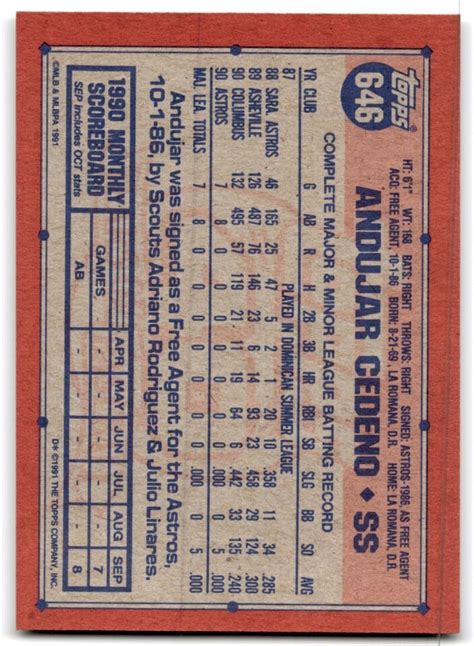 Topps
646
ANDUJAR CEDENO • SS
HT: 6'1" WT: 168 BATS: RIGHT THROWS: RIGHT SIGNED: ASTROS-1986, AS FREE AGENT
ACQ: FREE AGENT, 10-1-86 BORN: 8-21-69, LA ROMANA, D.R. HOME: LA ROMANA, D.R.
COMPLETE MAJOR & MINOR LEAGUE BATTING RECORD
YR CLUB G AB R H 2B 3B HR RBI SB SLG BB SO AVG
87 PLAYED IN DOMINICAN SUMMER LEAGUE
88 SARA. ASTROS 46 165 25 47 5 2 1 20 10 .358 11 34 .285
89 ASHEVILLE 126 487 76 146 23 6 14 93 23 29 124 .300
90 COLUMBUS 132 495 57 119 21 11 19 64 6 .442 33 135 .240
90 ASTROS 7 8 0 0 0 0 0 0 0 .000 0 5 .000
MAJ. LEA. TOTALS 7 8 0 0 0 0 0 0 0 .000 0 5 .000
Andujar was signed as a Free Agent for the Astros,
10-1-86, by Scouts Adriano Rodriguez & Julio Linares.
1990 MONTHLY
SCOREBOARD
SEP includes OCT stats
APR MAY JUN JUL AUG SEP
GAMES - - - - - 7
AB - - - - - 8
©MLB & MLBPA 1991
D* ©1991 THE TOPPS COMPANY, INC.